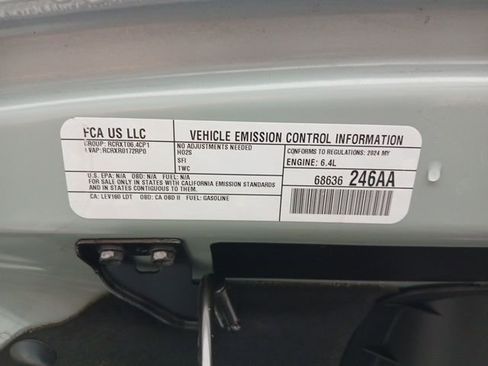 FCA US LLC
VEHICLE EMISSION CONTROL INFORMATION
GROUP: RCRXT06.4CP1
EVAP: RCRXR0172RP0
NO ADJUSTMENTS NEEDED
HO2S
SFI
TWC
CONFORMS TO REGULATIONS: 2024 MY
ENGINE: 6.4L
U.S. EPA: N/A OBD: N/A FUEL: N/A
FOR SALE ONLY IN STATES WITH CALIFORNIA EMISSION STANDARDS
AND IN STATES CONTIGUOUS TO THEM.
CA: LEV160 LDT OBD: CA OBD II FUEL: GASOLINE
68636 246AA